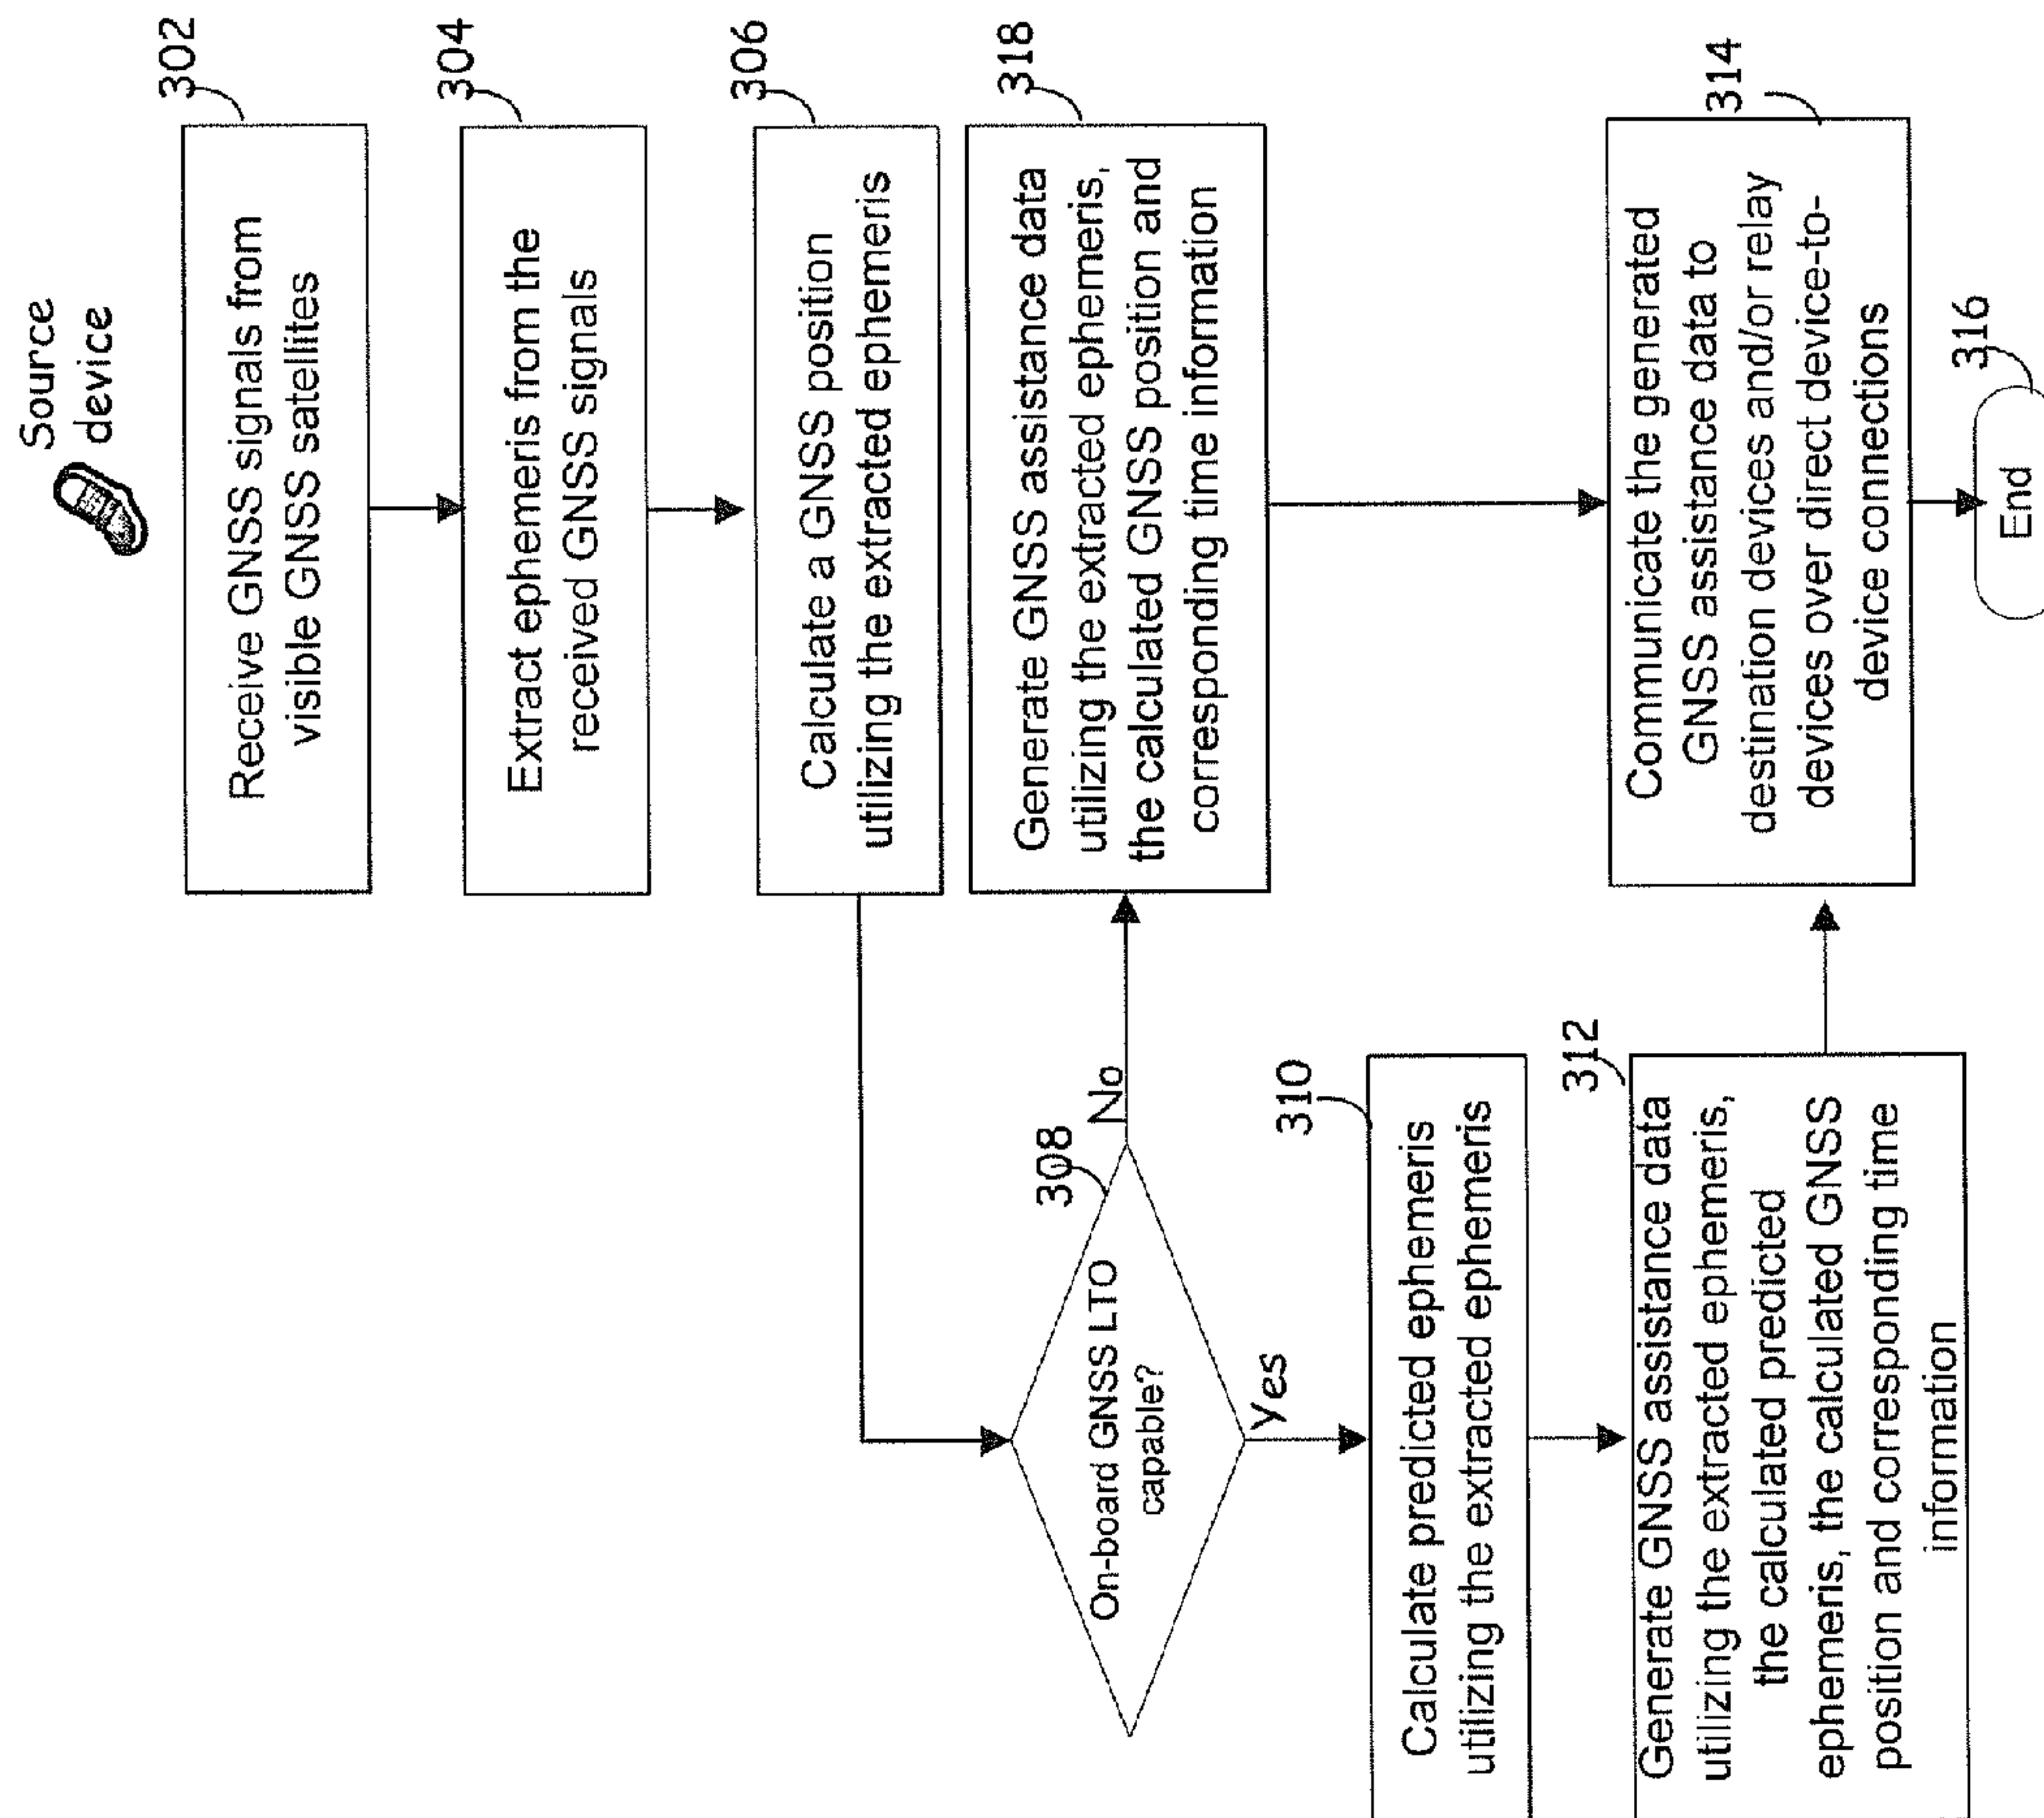 Source
device
302
Receive GNSS signals from
visible GNSS satellites
304
Extract ephemeris from the
received GNSS signals
306
Calculate a GNSS position
utilizing the extracted ephemeris
308
On-board GNSS LTO
capable?
No
318
Generate GNSS assistance data
utilizing the extracted ephemeris,
the calculated GNSS position and
corresponding time information
Yes
310
Calculate predicted ephemeris
utilizing the extracted ephemeris
312
Generate GNSS assistance data
utilizing the extracted ephemeris,
the calculated predicted
ephemeris, the calculated GNSS
position and corresponding time
information
314
Communicate the generated
GNSS assistance data to
destination devices and/or relay
devices over direct device-to-
device connections
316
End